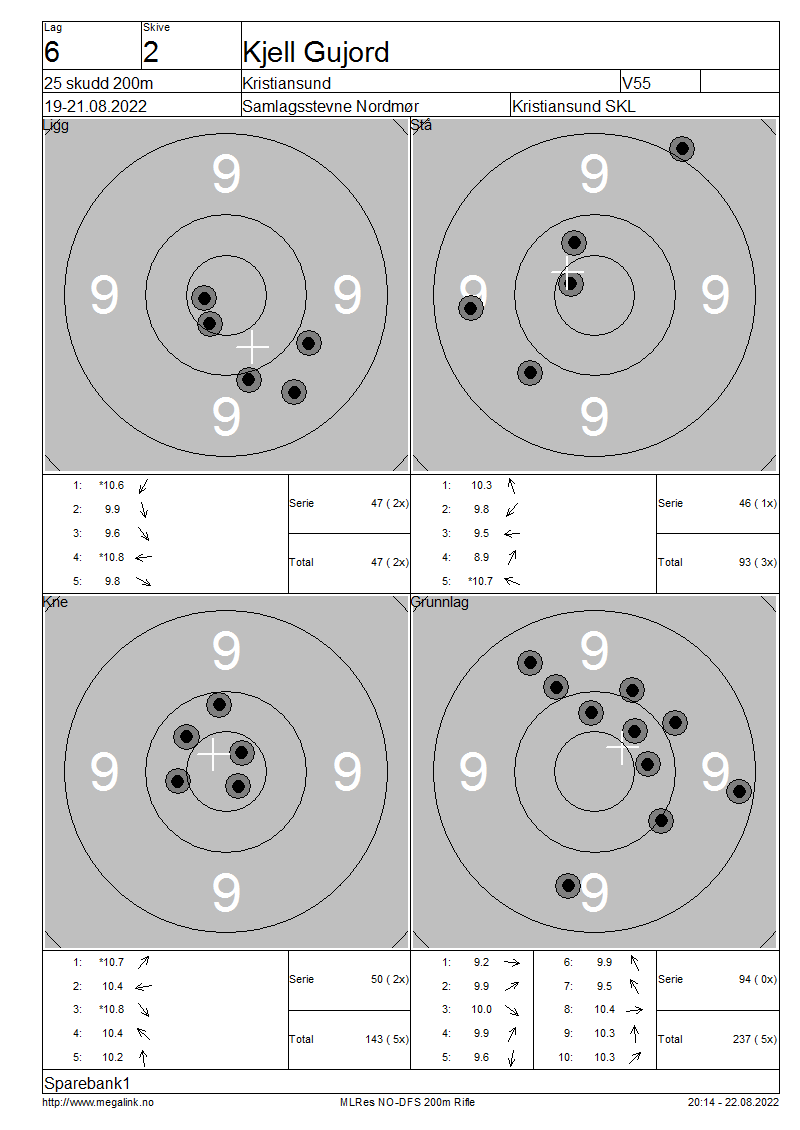 Lag Skive
6 2 Kjell Gujord
25 skudd 200m Kristiansund V55
19-21.08.2022 Samlagsstevne Nordmør Kristiansund SKL
Ligg
9
9 9
9
Stå
9
9 9
9
1: *10.6
2: 9.9
3: 9.6
4: *10.8
5: 9.8
Serie 47 ( 2x)
Total 47 ( 2x)
1: 10.3
2: 9.8
3: 9.5
4: 8.9
5: *10.7
Serie 46 ( 1x)
Total 93 ( 3x)
Kne
9
9 9
9
Grunnlag
9
9
9
1: *10.7
2: 10.4
3: *10.8
4: 10.4
5: 10.2
Serie 50 ( 2x)
Total 143 ( 5x)
1: 9.2 6: 9.9
2: 9.9 7: 9.5
3: 10.0 8: 10.4
4: 9.9 9: 10.3
5: 9.6 10: 10.3
Serie 94 ( 0x)
Total 237 ( 5x)
Sparebank1
http://www.megalink.no MLRes NO-DFS 200m Rifle 20:14 - 22.08.2022